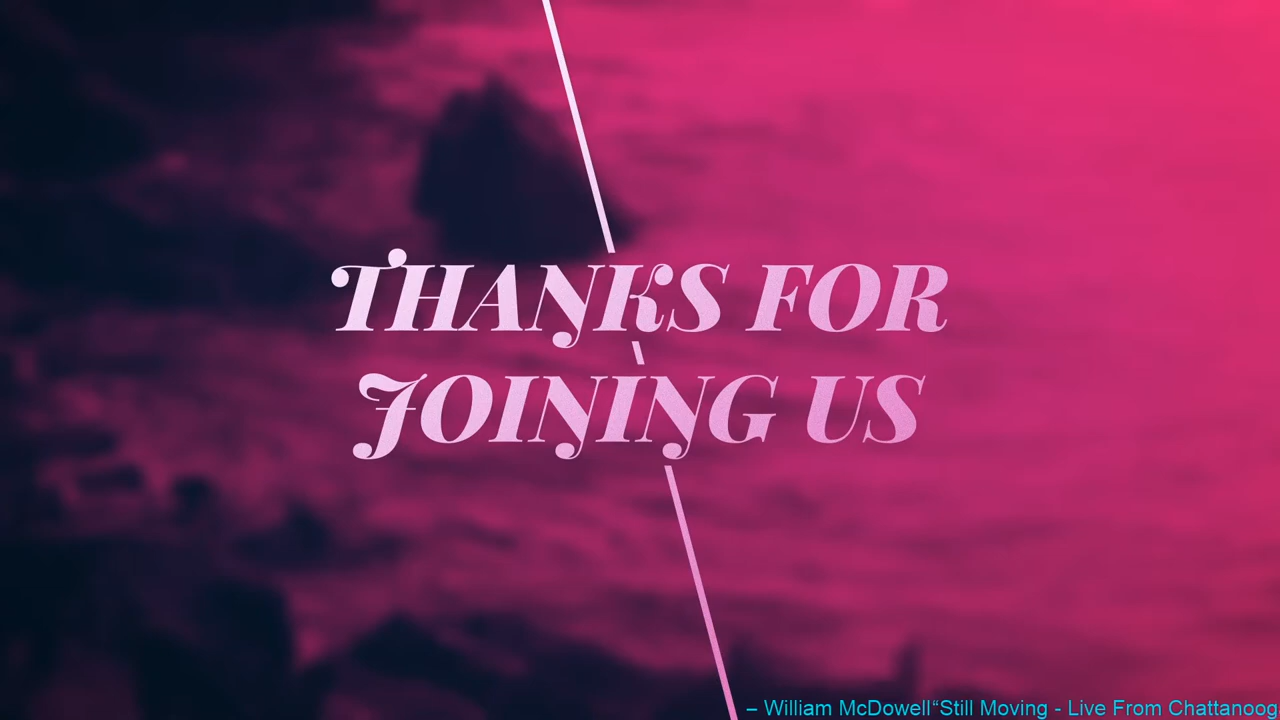 THANKS FOR
JOINING US
– William McDowell“Still Moving - Live From Chattanoog